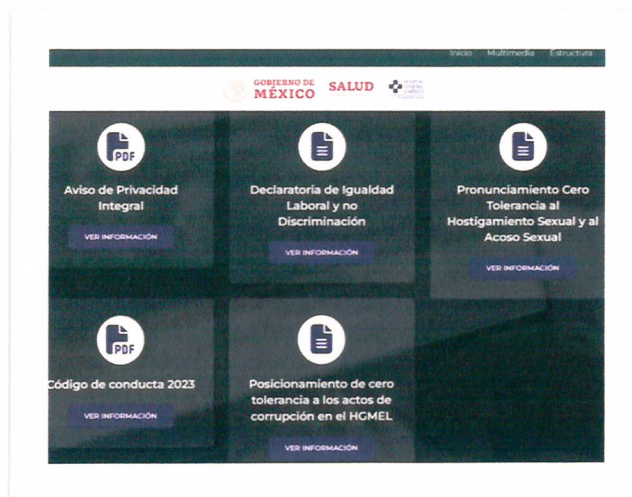 Inicio Multimedia Estructura
GOBIERNO DE
MÉXICO
SALUD
PDF
Aviso de Privacidad
Integral
VER INFORMACIÓN
Declaratoria de Igualdad
Laboral y no
Discriminación
VER INFORMACIÓN
Pronunciamiento Cero
Tolerancia al
Hostigamiento Sexual y al
Acoso Sexual
VER INFORMACIÓN
PDF
Código de conducta 2023
VER INFORMACIÓN
Posicionamiento de cero
tolerancia a los actos de
corrupción en el HGMEL
VER INFORMACIÓN